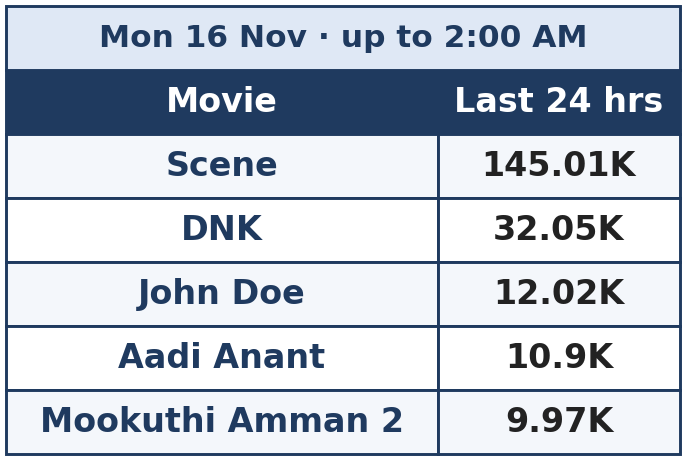 Mon 16 Nov · up to 2:00 AM
Movie Last 24 hrs
Scene 145.01K
DNK 32.05K
John Doe 12.02K
Aadi Anant 10.9K
Mookuthi Amman 2 9.97K